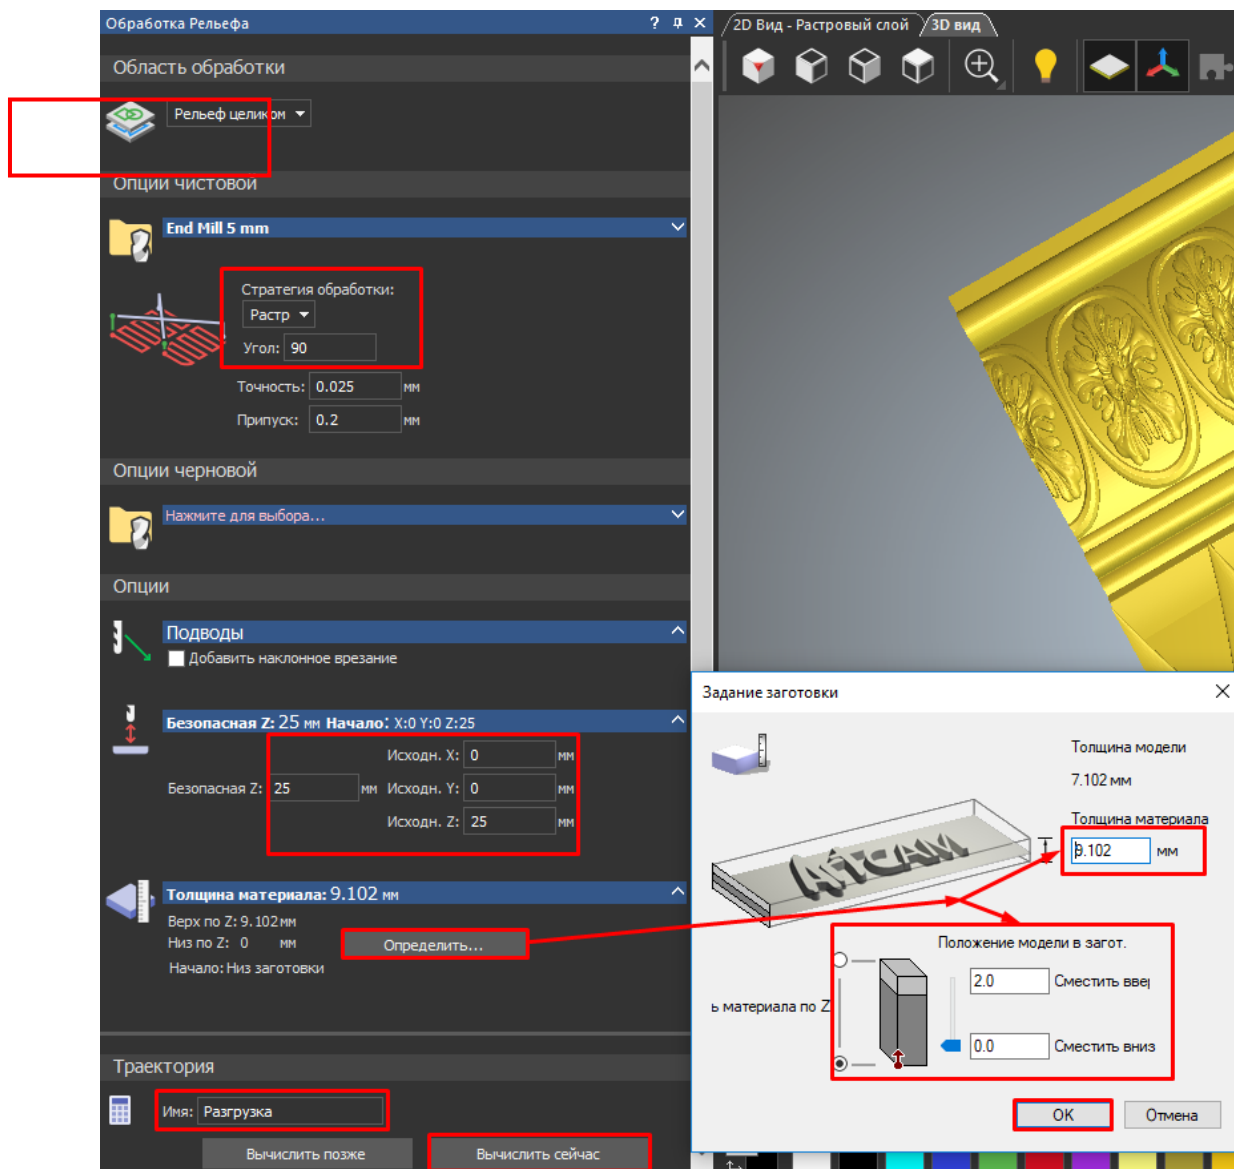 Обработка Рельефа
2D Вид - Растровый слой
3D вид
Область обработки
Рельеф целиком
Опции чистовой
End Mill 5 mm
Стратегия обработки:
Растр
Угол: 90
Точность: 0.025 мм
Припуск: 0.2 мм
Опции черновой
Нажмите для выбора...
Опции
Подводы
Добавить наклонное врезание
Безопасная Z: 25 мм Начало: X:0 Y:0 Z:25
Исходн. X: 0 мм
Безопасная Z: 25 мм Исходн. Y: 0 мм
Исходн. Z: 25 мм
Толщина материала: 9.102 мм
Верх по Z: 9.102 мм
Низ по Z: 0 мм
Определить...
Начало: Низ заготовки
Траектория
Имя: Разгрузка
Вычислить позже
Вычислить сейчас
Задание заготовки
Толщина модели
7.102 мм
Толщина материала
9.102 мм
ArtCAM
Положение модели в загот.
2.0 Сместить ввер
ь материала по Z
0.0 Сместить вниз
OK
Отмена